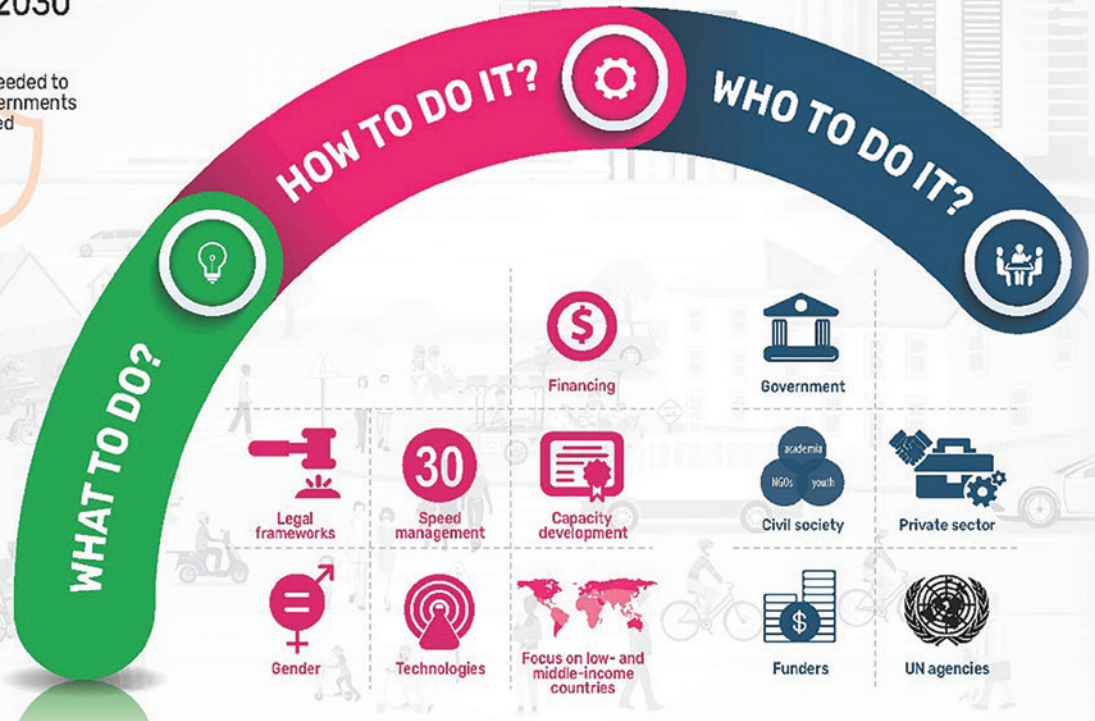 2030
eeded to
ernments
ed
WHAT TO DO?
HOW TO DO IT?
WHO TO DO IT?
$
Financing
Government
30
academia
NGOs youth
Legal
frameworks
Speed
management
Capacity
development
Civil society
Private sector
$
Gender
Technologies
Focus on low- and
middle-income
countries
Funders
UN agencies